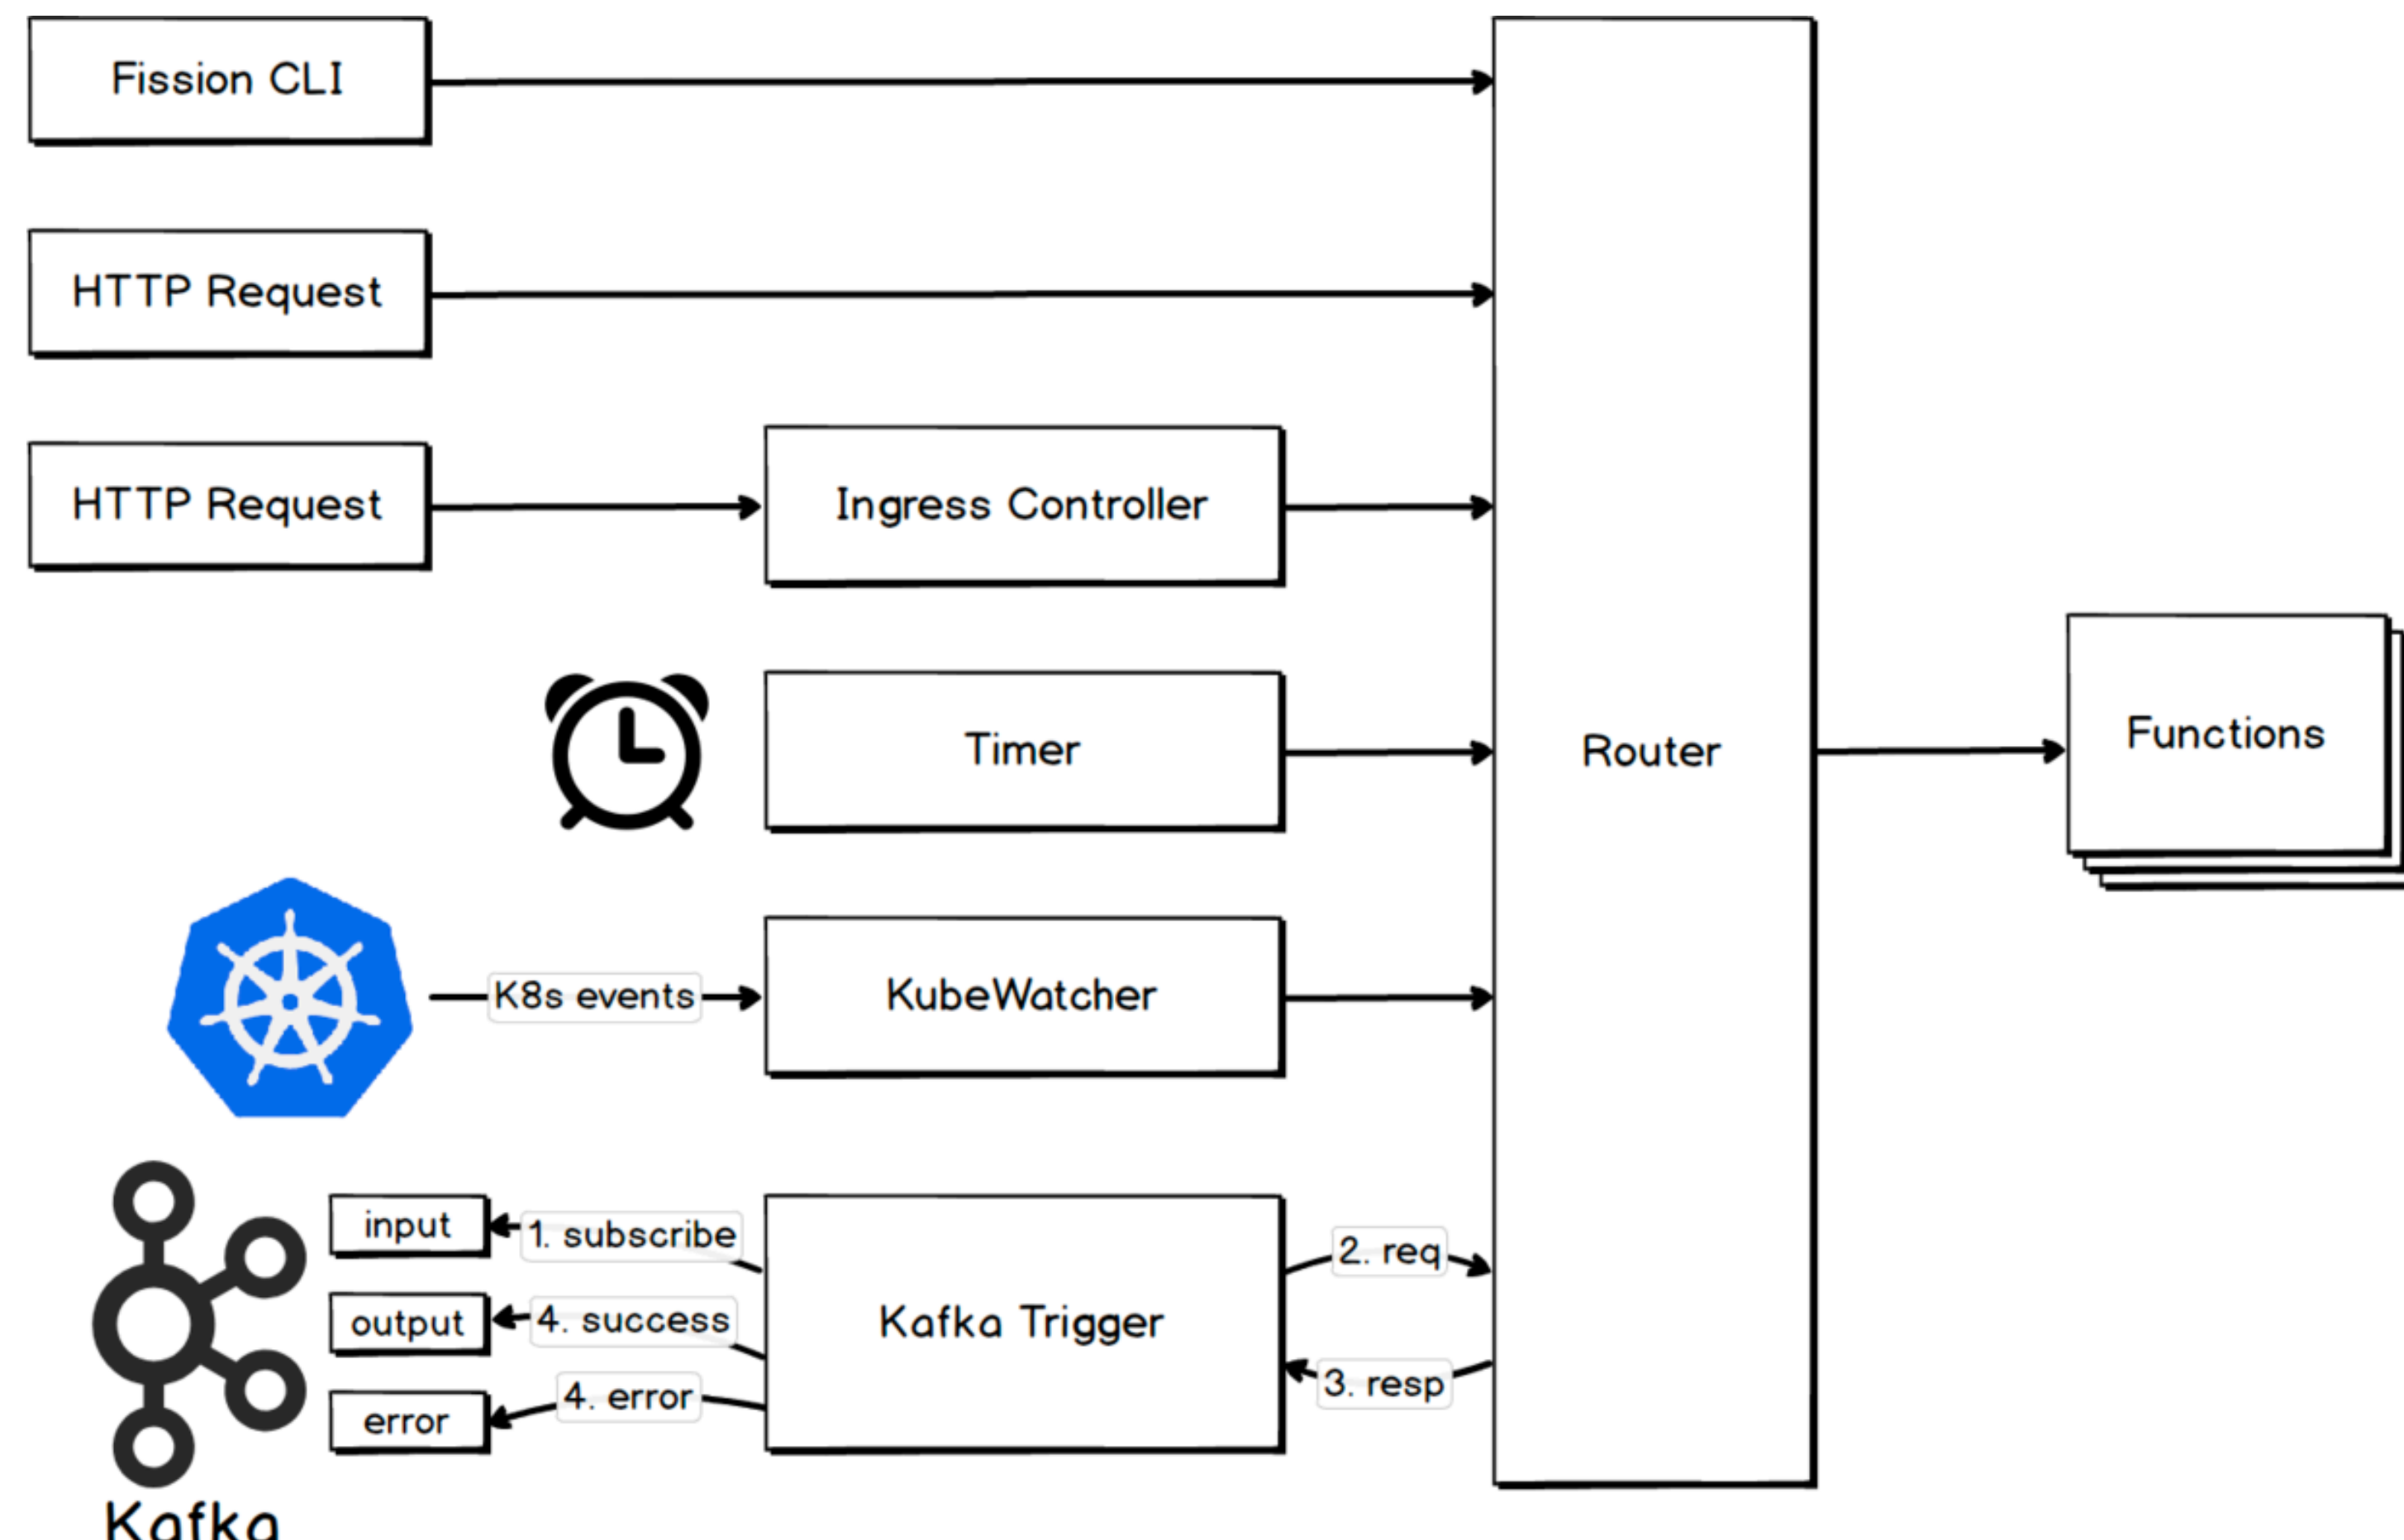 Fission CLI
HTTP Request
HTTP Request
Ingress Controller
Timer
Router
Functions
K8s events
KubeWatcher
input
1. subscribe
2. req
output
4. success
Kafka Trigger
3. resp
error
4. error
Kafka